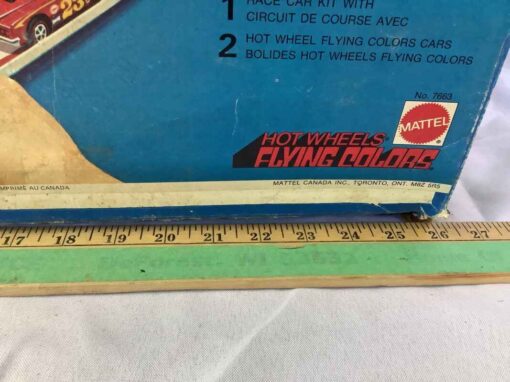 1 RACE CAR KIT WITH
CIRCUIT DE COURSE AVEC
2 HOT WHEEL FLYING COLORS CARS
BOLIDES HOT WHEELS FLYING COLORS
23
No. 7663
MATTEL
HOT WHEELS
FLYING COLORS
IMPRIMÉ AU CANADA
MATTEL CANADA INC., TORONTO, ONT. M8Z 5R5
17 18 19 20 21 22 23 24 25 26 27